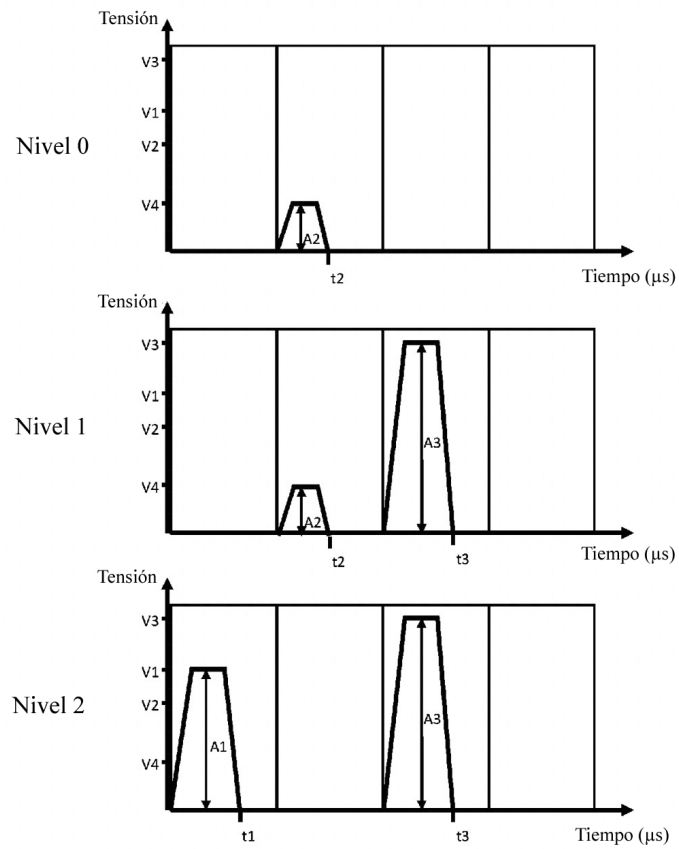 Tensión
V3
V1
Nivel 0
V2
V4
A2
t2
Tiempo (µs)
Tensión
V3
V1
Nivel 1
V2
A3
V4
A2
t2
t3
Tiempo (µs)
Tensión
V3
V1
Nivel 2
V2
A3
A1
V4
t1
t3
Tiempo (µs)